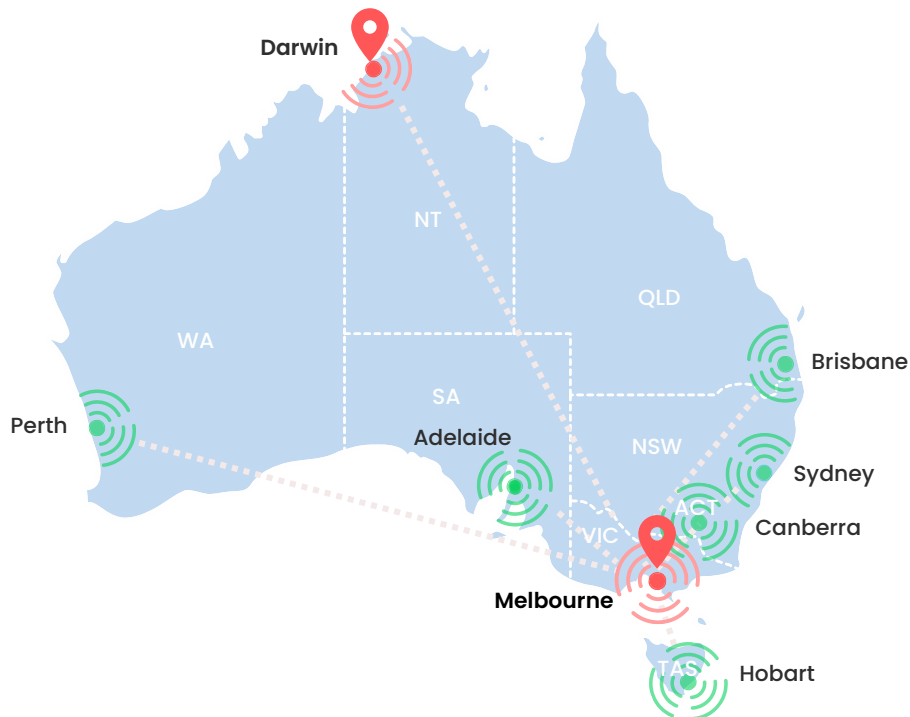 Darwin
NT
QLD
WA
Brisbane
SA
Perth
Adelaide
NSW
Sydney
ACT
Canberra
VIC
Melbourne
TAS
Hobart